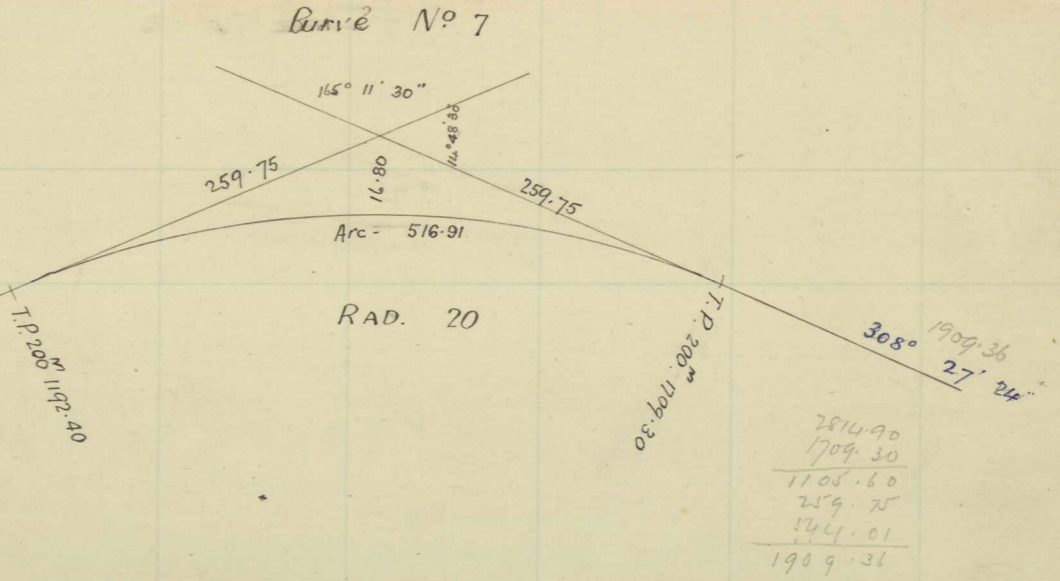 Curve Nº 7
165° 11' 30"
14° 48' 30
259.75
16.80
259.75
Arc - 516.91
RAD. 20
T.P. 200ᴹ 1192.40
T.P. 200ᴹ 1709.30
308° 27' 24"
1909.36
2814.90
1709.30
1105.60
259.75
544.01
1909.36